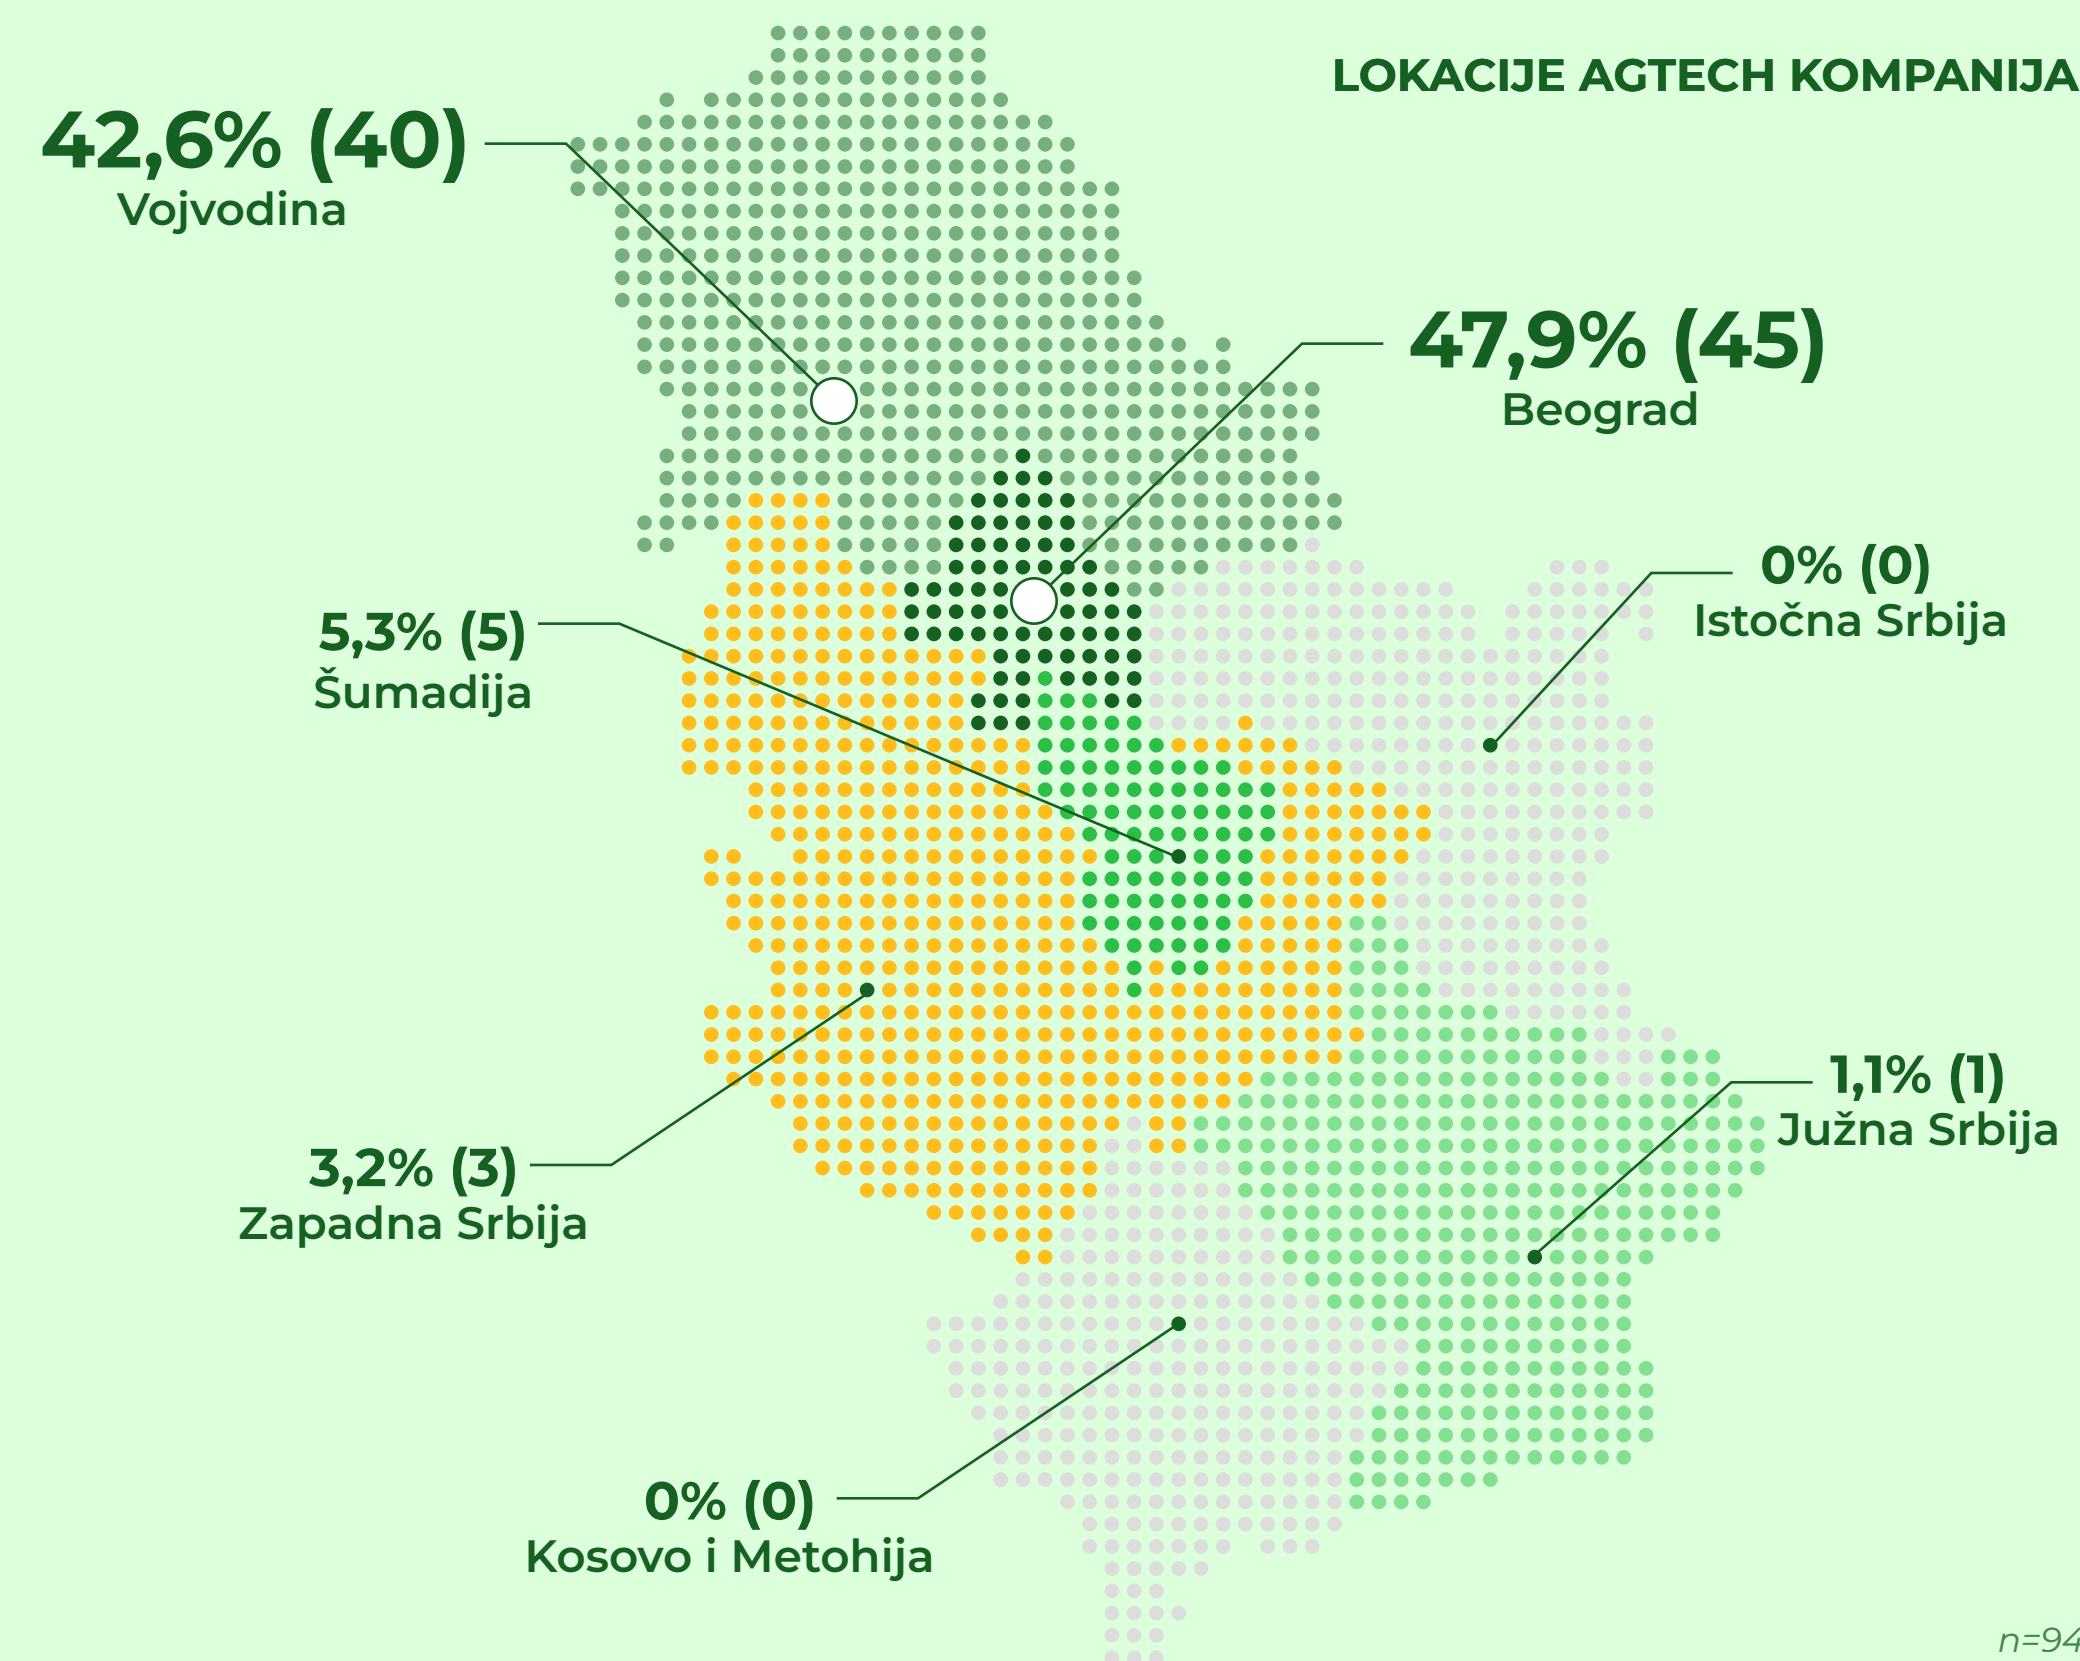 LOKACIJE AGTECH KOMPANIJA
42,6% (40)
Vojvodina
47,9% (45)
Beograd
0% (0)
Istočna Srbija
5,3% (5)
Šumadija
1,1% (1)
Južna Srbija
3,2% (3)
Zapadna Srbija
0% (0)
Kosovo i Metohija
n=94